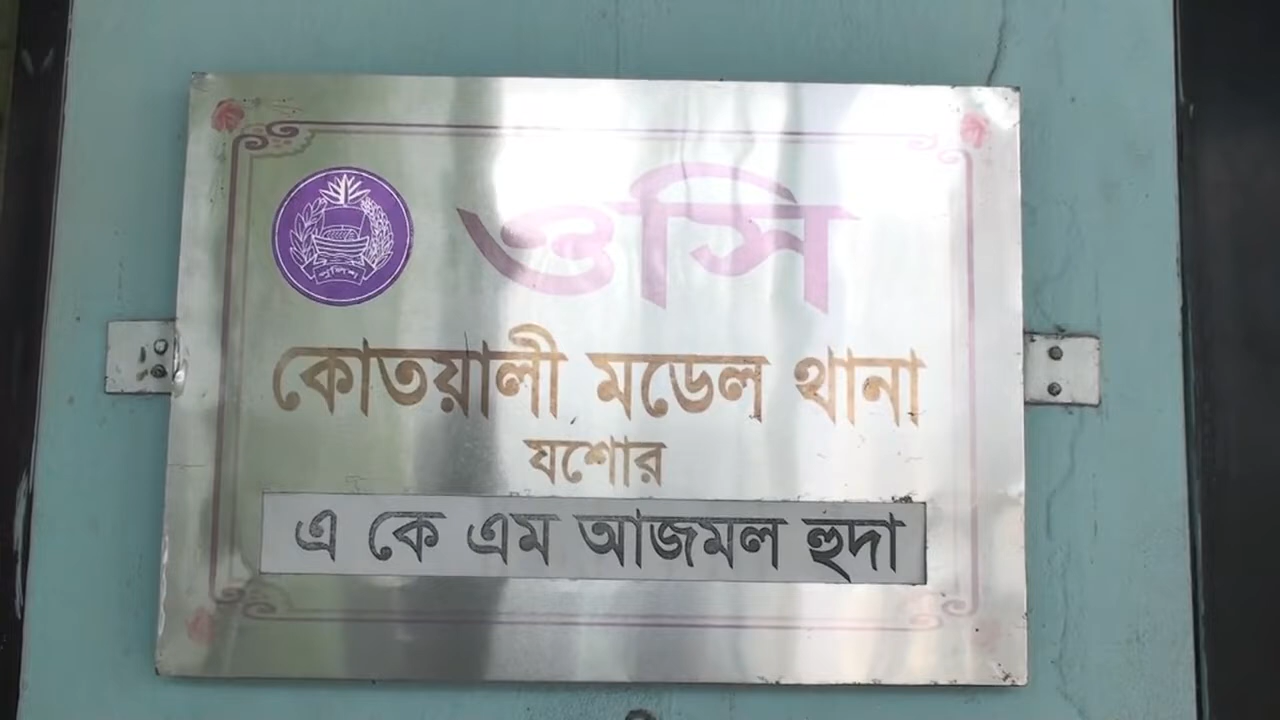 পুলিশ
ওসি
কোতয়ালী মডেল থানা
যশোর
এ কে এম আজমল হুদা